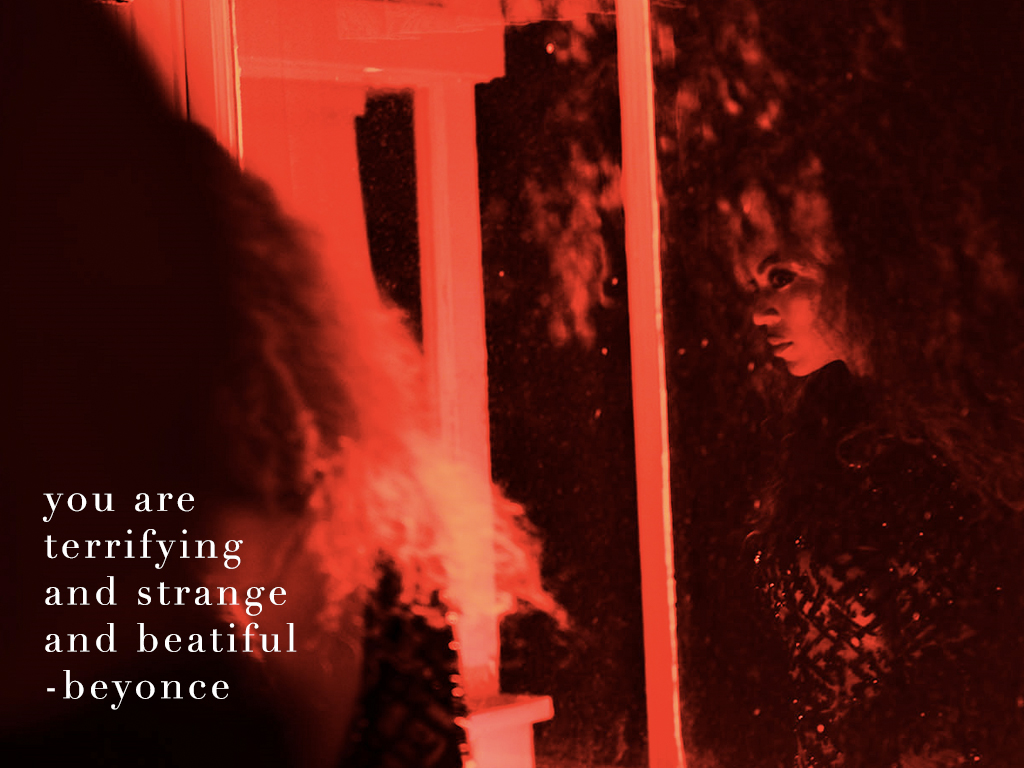 you are
terrifying
and strange
and beatiful
-beyonce